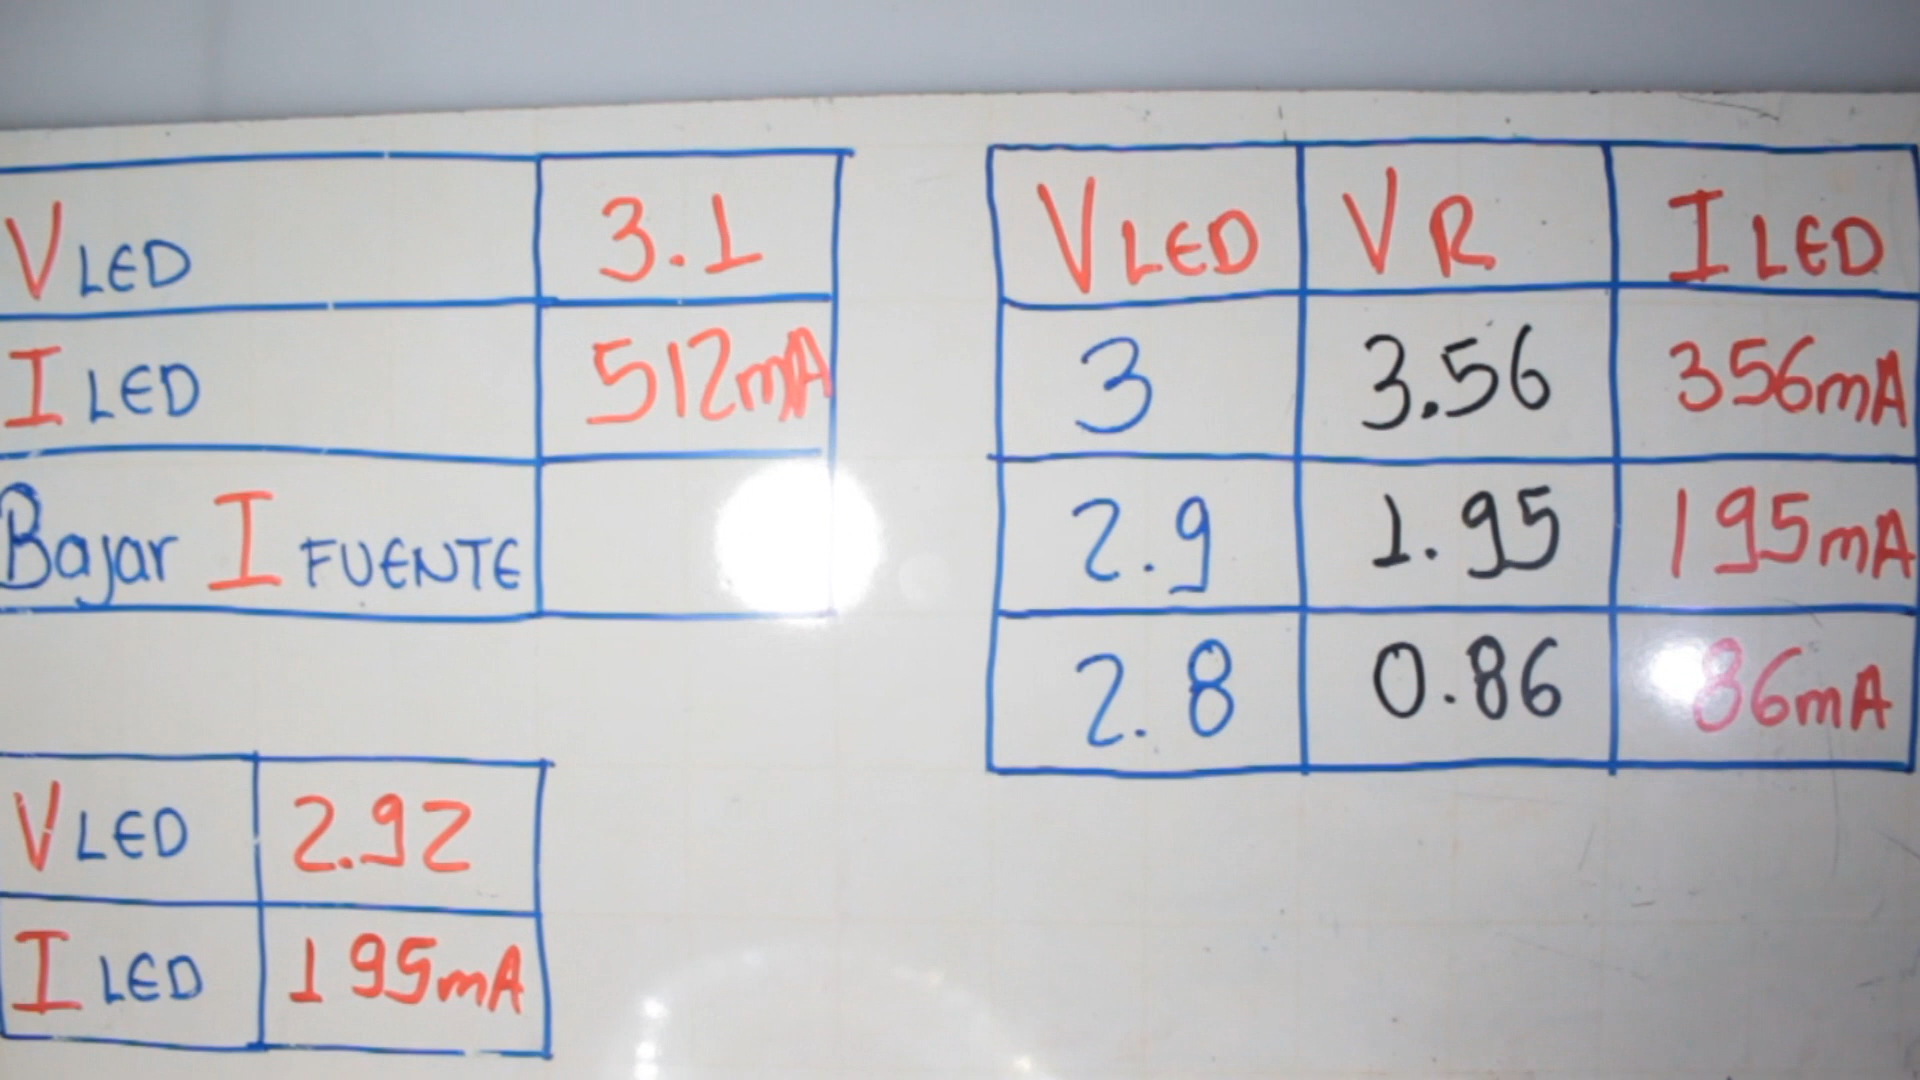 VLED 3.1
ILED 512mA
Bajar I FUENTE
VLED VR ILED
3 3.56 356mA
2.9 1.95 195mA
2.8 0.86 86mA
VLED 2.92
ILED 195mA